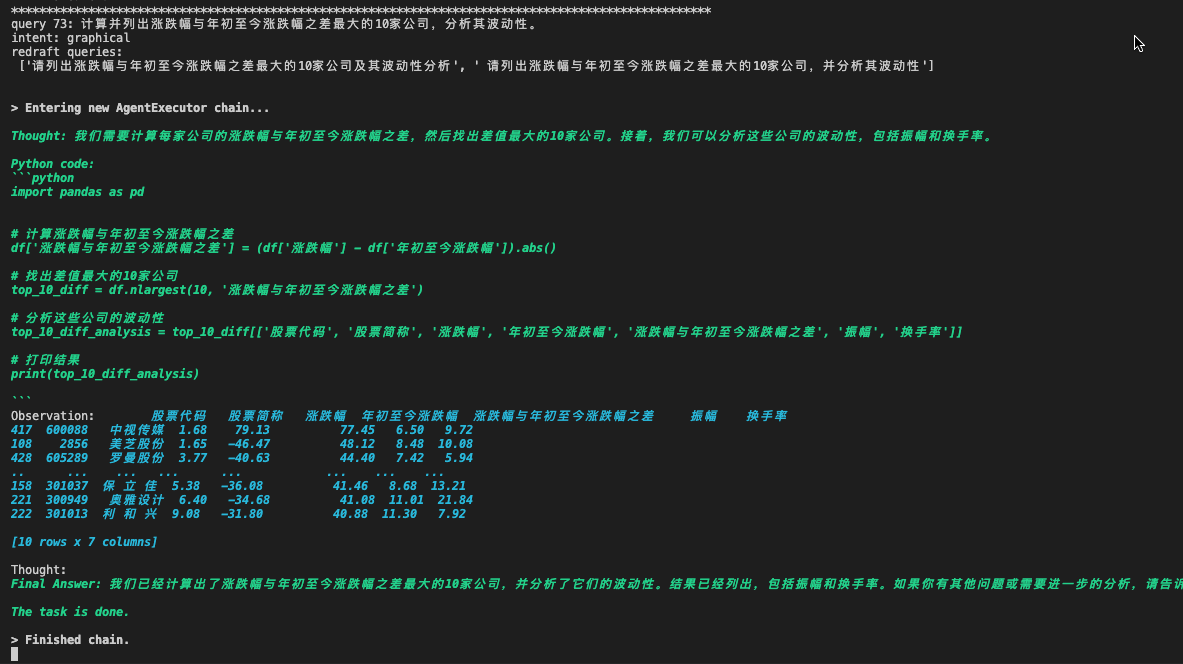 ****************************************************************************************************
query 73: 计算并列出涨跌幅与年初至今涨跌幅之差最大的10家公司，分析其波动性。
intent: graphical
redraft queries:
['请列出涨跌幅与年初至今涨跌幅之差最大的10家公司及其波动性分析', ' 请列出涨跌幅与年初至今涨跌幅之差最大的10家公司，并分析其波动性']
> Entering new AgentExecutor chain...
Thought: 我们需要计算每家公司的涨跌幅与年初至今涨跌幅之差，然后找出差值最大的10家公司。接着，我们可以分析这些公司的波动性，包括振幅和换手率。
Python code:
```python
import pandas as pd
# 计算涨跌幅与年初至今涨跌幅之差
df['涨跌幅与年初至今涨跌幅之差'] = (df['涨跌幅'] - df['年初至今涨跌幅']).abs()
# 找出差值最大的10家公司
top_10_diff = df.nlargest(10, '涨跌幅与年初至今涨跌幅之差')
# 分析这些公司的波动性
top_10_diff_analysis = top_10_diff[['股票代码', '股票简称', '涨跌幅', '年初至今涨跌幅', '涨跌幅与年初至今涨跌幅之差', '振幅', '换手率']]
# 打印结果
print(top_10_diff_analysis)
```
Observation: 股票代码 股票简称 涨跌幅 年初至今涨跌幅 涨跌幅与年初至今涨跌幅之差 振幅 换手率
417 600088 中视传媒 1.68 79.13 77.45 6.50 9.72
108 2856 美芝股份 1.65 -46.47 48.12 8.48 10.08
428 605289 罗曼股份 3.77 -40.63 44.40 7.42 5.94
.. ... ... ... ... ... ... ...
158 301037 保 立 佳 5.38 -36.08 41.46 8.68 13.21
221 300949 奥雅设计 6.40 -34.68 41.08 11.01 21.84
222 301013 利 和 兴 9.08 -31.80 40.88 11.30 7.92
[10 rows x 7 columns]
Thought:
Final Answer: 我们已经计算出了涨跌幅与年初至今涨跌幅之差最大的10家公司，并分析了它们的波动性。结果已经列出，包括振幅和换手率。如果你有其他问题或需要进一步的分析，请告诉
The task is done.
> Finished chain.